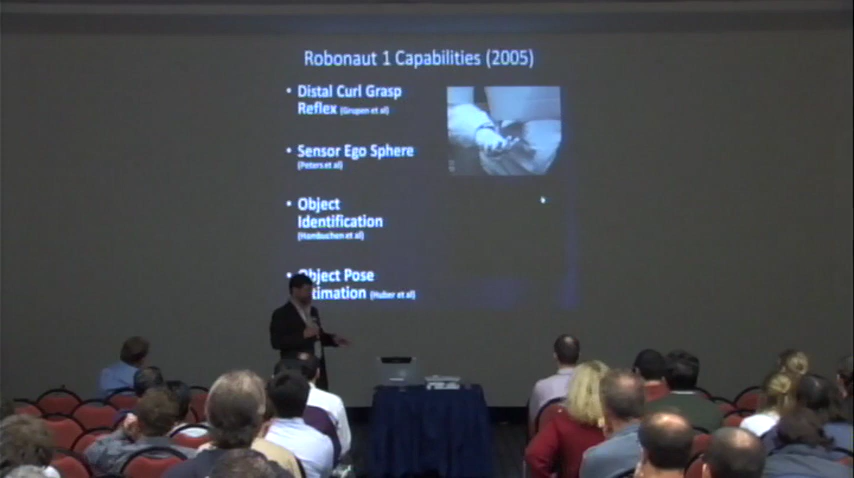 Robonaut 1 Capabilities (2005)
• Distal Curl Grasp
Reflex (Grupen et al)
• Sensor Ego Sphere
(Peters et al)
• Object
Identification
(Hambuchen et al)
• Object Pose
timation (Huber et al)